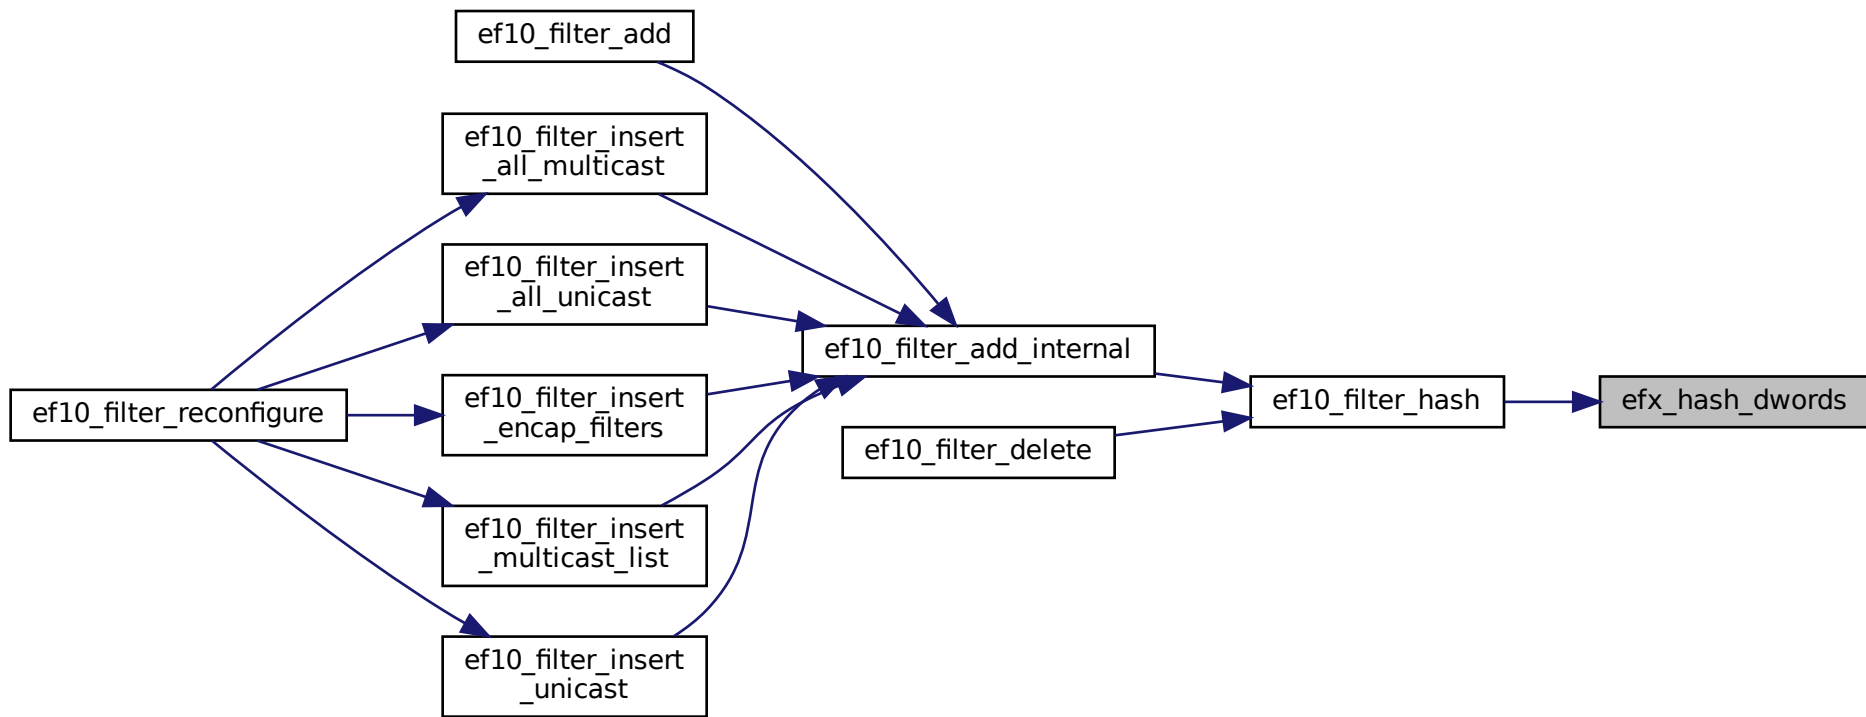 ef10_filter_add
ef10_filter_insert
_all_multicast
ef10_filter_insert
_all_unicast
ef10_filter_add_internal
ef10_filter_reconfigure
ef10_filter_insert
_encap_filters
ef10_filter_hash
efx_hash_dwords
ef10_filter_delete
ef10_filter_insert
_multicast_list
ef10_filter_insert
_unicast